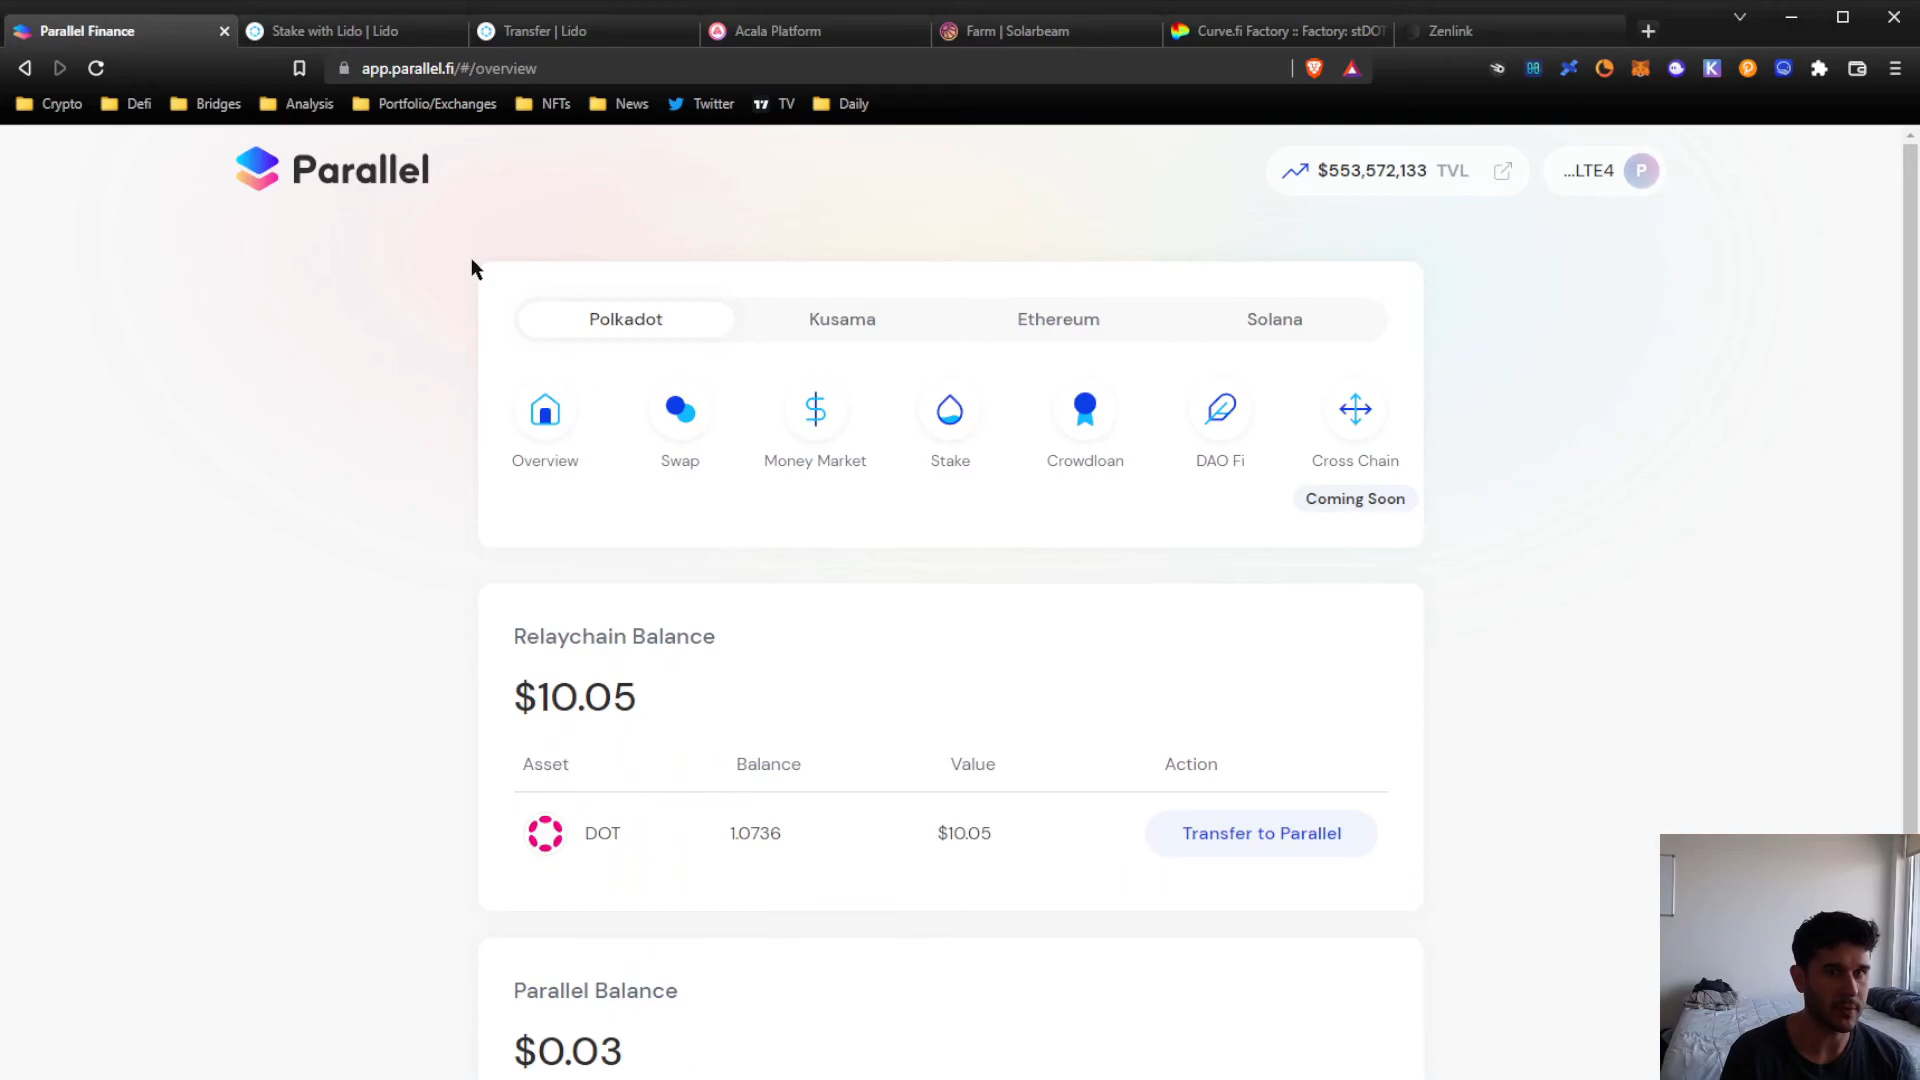 Parallel Finance
Stake with Lido | Lido
Transfer | Lido
Acala Platform
Farm | Solarbeam
Curve.fi Factory :: Factory: stDOT
Zenlink
app.parallel.fi/#/overview
Crypto
Defi
Bridges
Analysis
Portfolio/Exchanges
NFTs
News
Twitter
TV
Daily
Parallel
$553,572,133 TVL
...LTE4
P
Polkadot
Kusama
Ethereum
Solana
Overview
Swap
Money Market
Stake
Crowdloan
DAO Fi
Cross Chain
Coming Soon
Relaychain Balance
$10.05
Asset
Balance
Value
Action
DOT
1.0736
$10.05
Transfer to Parallel
Parallel Balance
$0.03